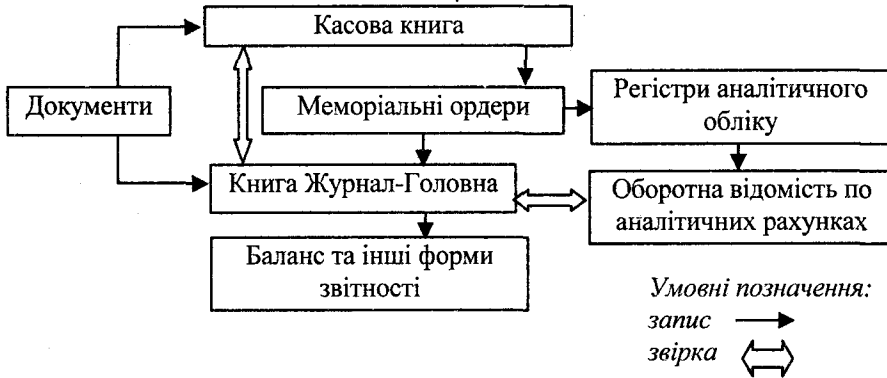 Касова книга
Документи
Меморіальні ордери
Регістри аналітичного
обліку
Книга Журнал-Головна
Оборотна відомість по
аналітичних рахунках
Баланс та інші форми
звітності
Умовні позначення:
запис
звірка